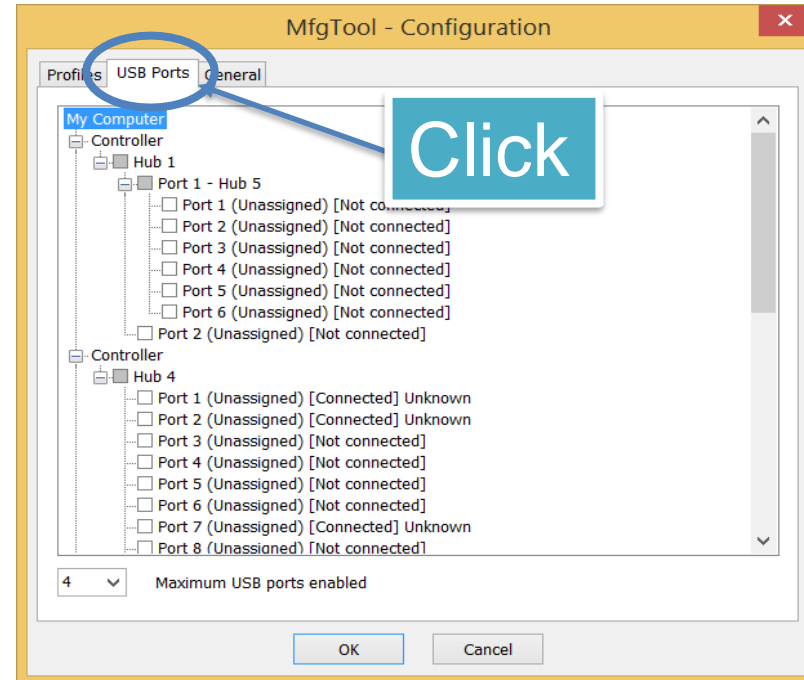 MfgTool - Configuration
Profiles USB Ports General
Click
My Computer
Controller
Hub 1
Port 1 - Hub 5
Port 1 (Unassigned) [Not connected]
Port 2 (Unassigned) [Not connected]
Port 3 (Unassigned) [Not connected]
Port 4 (Unassigned) [Not connected]
Port 5 (Unassigned) [Not connected]
Port 6 (Unassigned) [Not connected]
Port 2 (Unassigned) [Not connected]
Controller
Hub 4
Port 1 (Unassigned) [Connected] Unknown
Port 2 (Unassigned) [Connected] Unknown
Port 3 (Unassigned) [Not connected]
Port 4 (Unassigned) [Not connected]
Port 5 (Unassigned) [Not connected]
Port 6 (Unassigned) [Not connected]
Port 7 (Unassigned) [Connected] Unknown
Port 8 (Unassigned) [Not connected]
4 Maximum USB ports enabled
OK Cancel